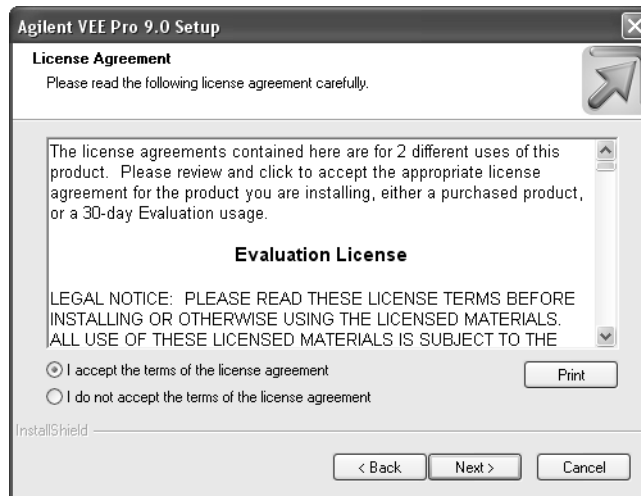 Agilent VEE Pro 9.0 Setup
License Agreement
Please read the following license agreement carefully.
The license agreements contained here are for 2 different uses of this
product.  Please review and click to accept the appropriate license
agreement for the product you are installing, either a purchased product,
or a 30-day Evaluation usage.
Evaluation License
LEGAL NOTICE:  PLEASE READ THESE LICENSE TERMS BEFORE
INSTALLING OR OTHERWISE USING THE LICENSED MATERIALS.
ALL USE OF THESE LICENSED MATERIALS IS SUBJECT TO THE
I accept the terms of the license agreement
Print
I do not accept the terms of the license agreement
InstallShield
< Back
Next >
Cancel